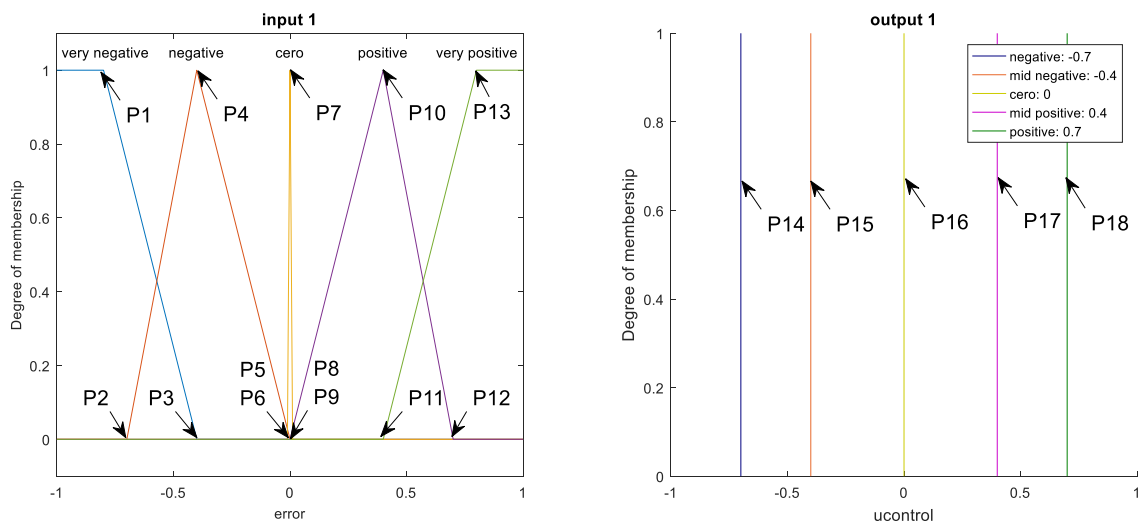 input 1
very negative
negative
cero
positive
very positive
1
0.8
0.6
0.4
0.2
0
Degree of membership
P1
P4
P7
P10
P13
P5
P8
P2
P3
P6
P9
P11
P12
-1
-0.5
0
0.5
1
error
output 1
1
0.8
0.6
0.4
0.2
0
Degree of membership
negative: -0.7
mid negative: -0.4
cero: 0
mid positive: 0.4
positive: 0.7
P14
P15
P16
P17
P18
-1
-0.5
0
0.5
1
ucontrol